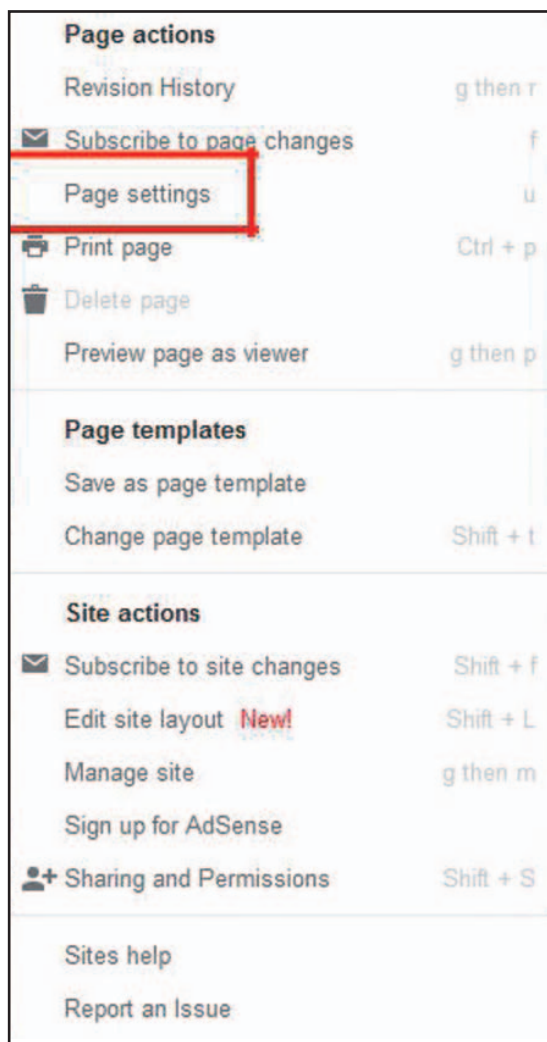 Page actions
Revision History g then r
Subscribe to page changes f
Page settings u
Print page Ctrl + p
Delete page
Preview page as viewer g then p
Page templates
Save as page template
Change page template Shift + t
Site actions
Subscribe to site changes Shift + f
Edit site layout New! Shift + L
Manage site g then m
Sign up for AdSense
Sharing and Permissions Shift + S
Sites help
Report an Issue